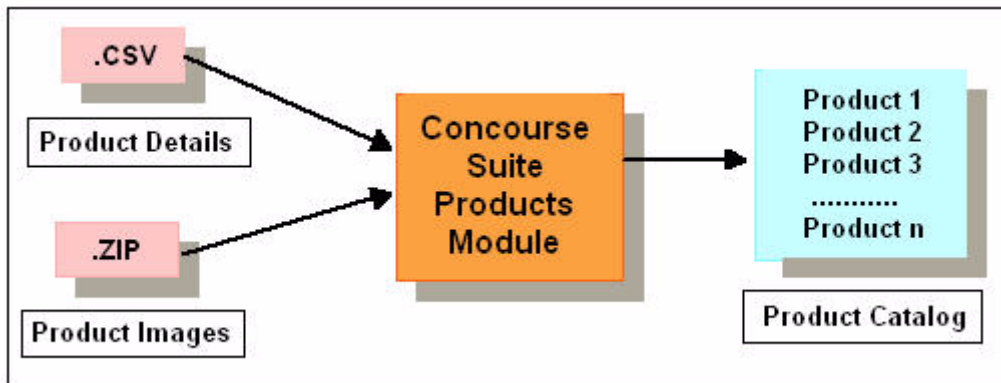 .CSV
Product Details
.ZIP
Product Images
Concourse
Suite
Products
Module
Product 1
Product 2
Product 3
...........
Product n
Product Catalog